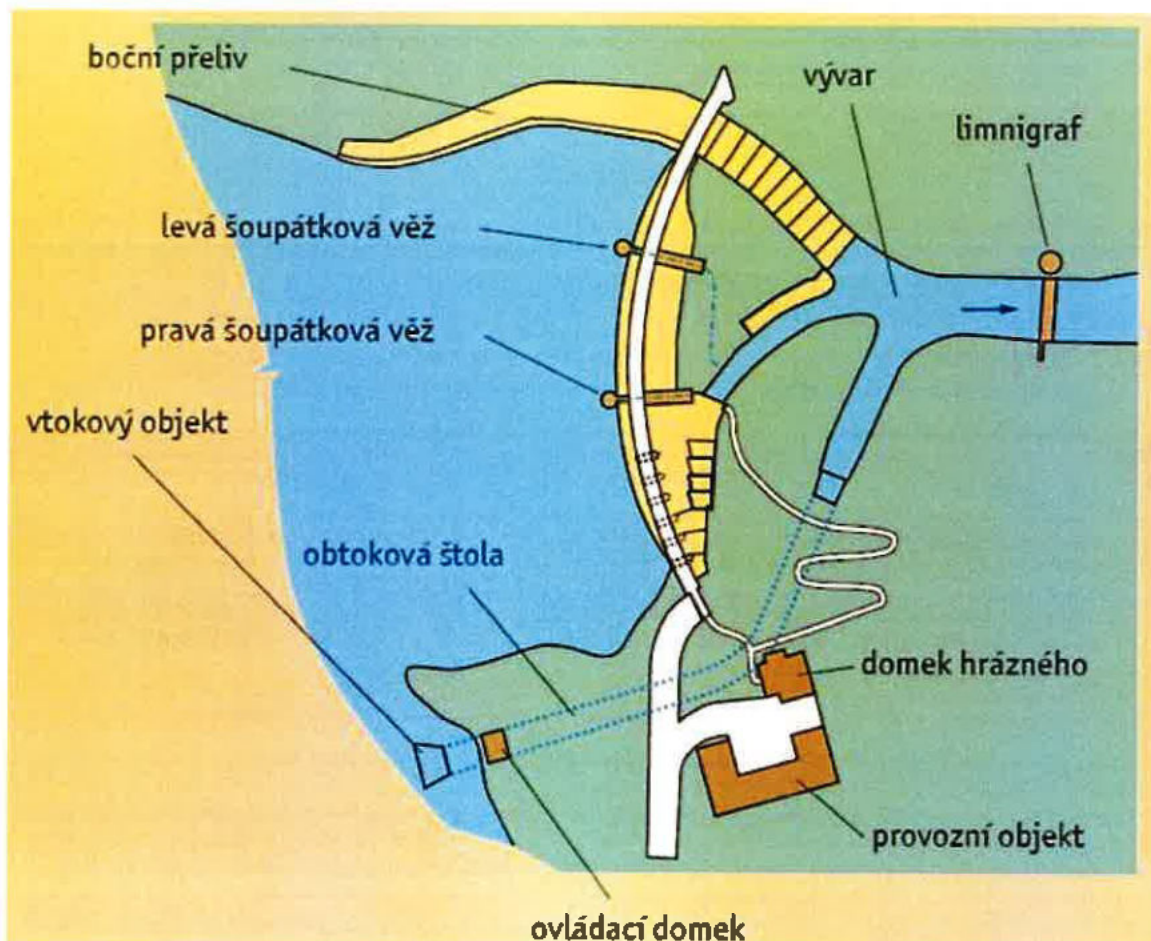 boční přeliv
vývar
limnigraf
levá šoupátková věž
pravá šoupátková věž
vtokový objekt
obtoková štola
domek hrázného
provozní objekt
ovládací domek